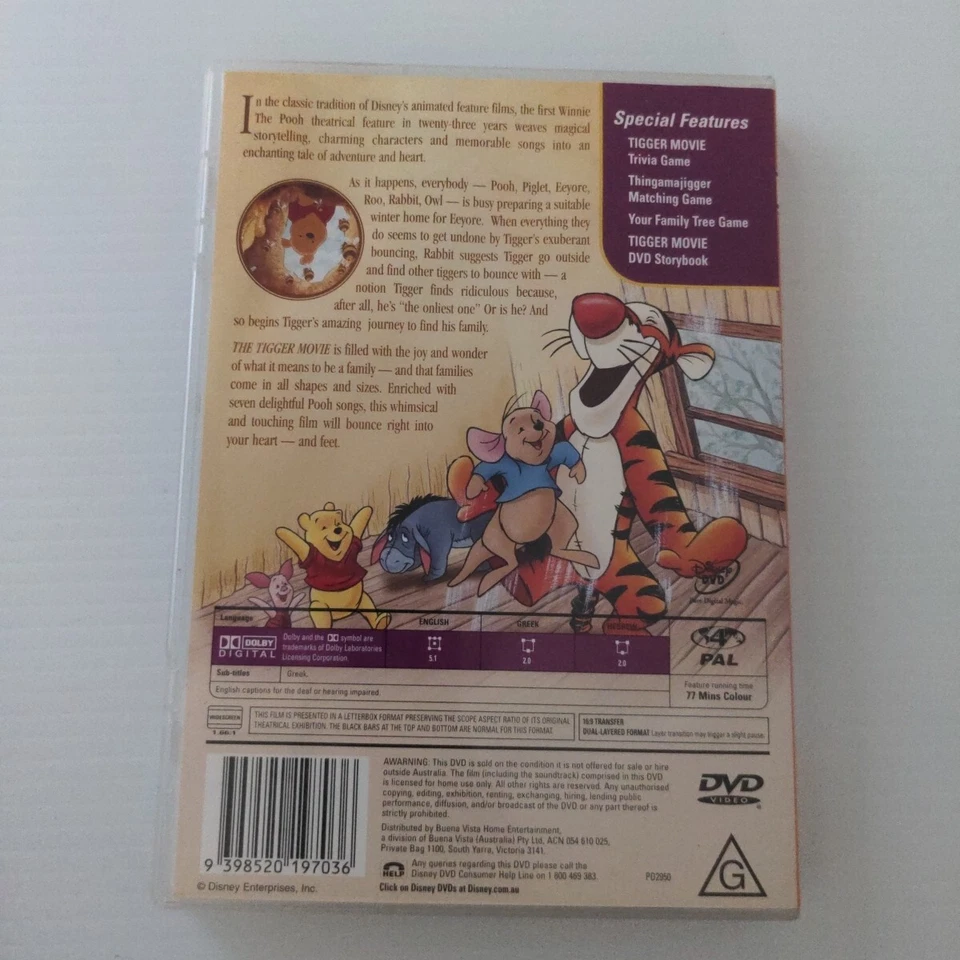 In the classic tradition of Disney's animated feature films, the first Winnie
The Pooh theatrical feature in twenty-three years weaves magical
storytelling, charming characters and memorable songs into an
enchanting tale of adventure and heart.
As it happens, everybody — Pooh, Piglet, Eeyore,
Roo, Rabbit, Owl — is busy preparing a suitable
winter home for Eeyore. When everything they
do seems to get undone by Tigger's exuberant
bouncing, Rabbit suggests Tigger go outside
and find other tiggers to bounce with — a
notion Tigger finds ridiculous because,
after all, he's "the onliest one" Or is he? And
so begins Tigger's amazing journey to find his family.
THE TIGGER MOVIE is filled with the joy and wonder
of what it means to be a family — and that families
come in all shapes and sizes. Enriched with
seven delightful Pooh songs, this whimsical
and touching film will bounce right into
your heart — and feet.
Special Features
TIGGER MOVIE
Trivia Game
Thingamajigger
Matching Game
Your Family Tree Game
TIGGER MOVIE
DVD Storybook
Disney
DVD
Language
ENGLISH
GREEK
DOLBY
DIGITAL
Dolby and the symbol are
trademarks of Dolby Laboratories
Licensing Corporation
5.1
2.0
2.0
Sub-titles
Greek
English captions for the deaf or hearing impaired
4
PAL
Feature running time
77 Mins Colour
WIDESCREEN
THIS FILM IS PRESENTED IN A LETTERBOX FORMAT PRESERVING THE SCOPE ASPECT RATIO OF ITS ORIGINAL
THEATRICAL EXHIBITION. THE BLACK BARS AT THE TOP AND BOTTOM ARE NORMAL FOR THIS FORMAT.
16:9 TRANSFER
DUAL-LAYERED FORMAT Layer transition may trigger a slight pause.
WARNING: This DVD is sold on the condition it is not offered for sale or hire
outside Australia. The film (including the soundtrack) comprised in this DVD
is licensed for home use only. All other rights are reserved. Any unauthorised
copying, editing, exhibition, renting, exchanging, hiring, lending public
performance, diffusion, and/or broadcast of the DVD or any part thereof is
strictly prohibited.
Distributed by Buena Vista Home Entertainment,
a division of Buena Vista (Australia) Pty Ltd, ACN 054 610 025,
Private Bag 1100, South Yarra, Victoria 3141.
HELP
Any queries regarding this DVD please call the
Disney DVD Consumer Help Line on 1 800 469 383.
Click on Disney DVDs at Disney.com.au
DVD
VIDEO
G
PO2950
9 398520 197036
© Disney Enterprises, Inc.